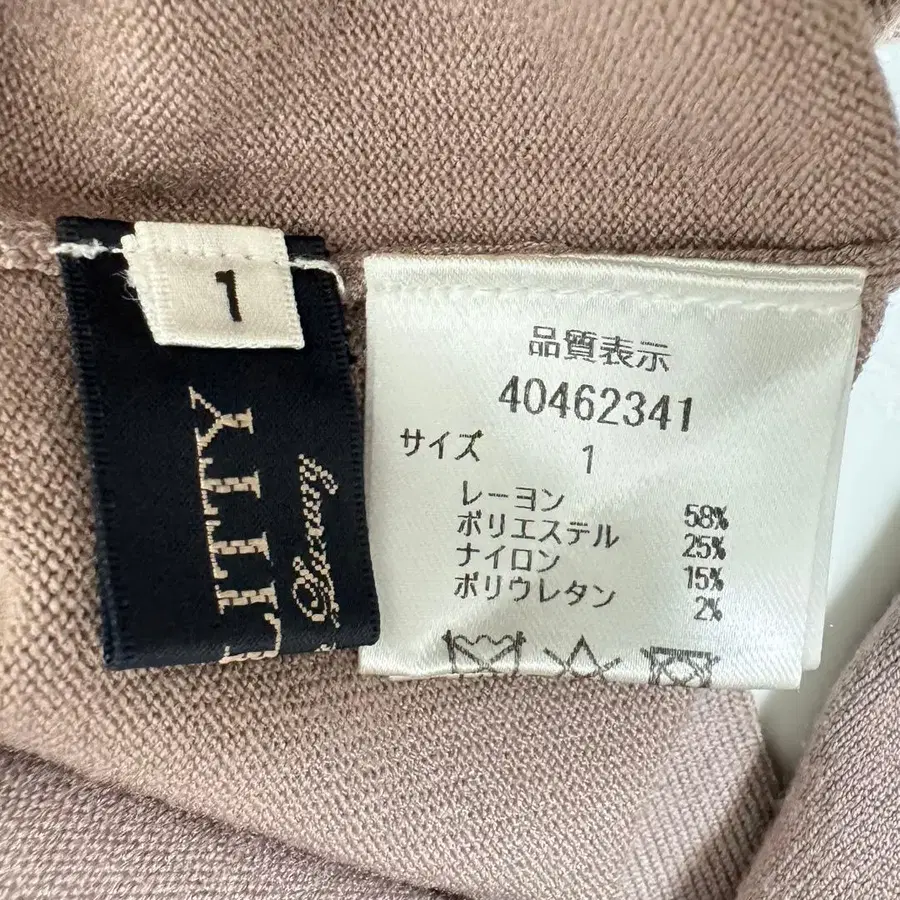 1
LITTY
品質表示
40462341
サイズ 1
レーヨン 58%
ポリエステル 25%
ナイロン 15%
ポリウレタン 2%